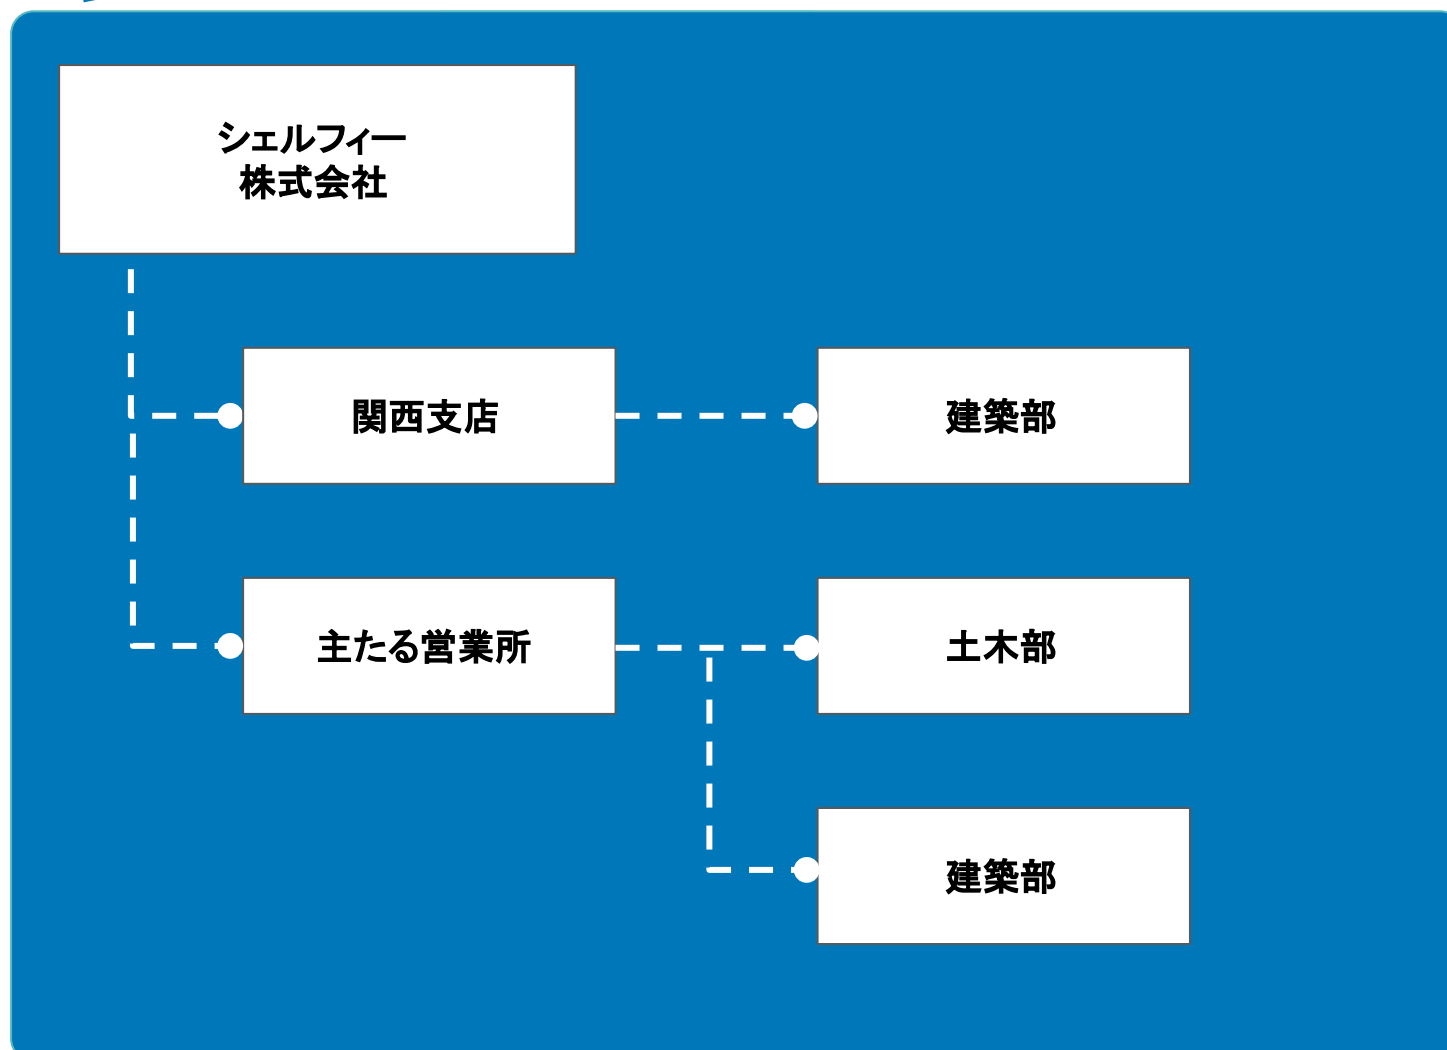 シェルフィー
株式会社
関西支店
建築部
主たる営業所
土木部
建築部